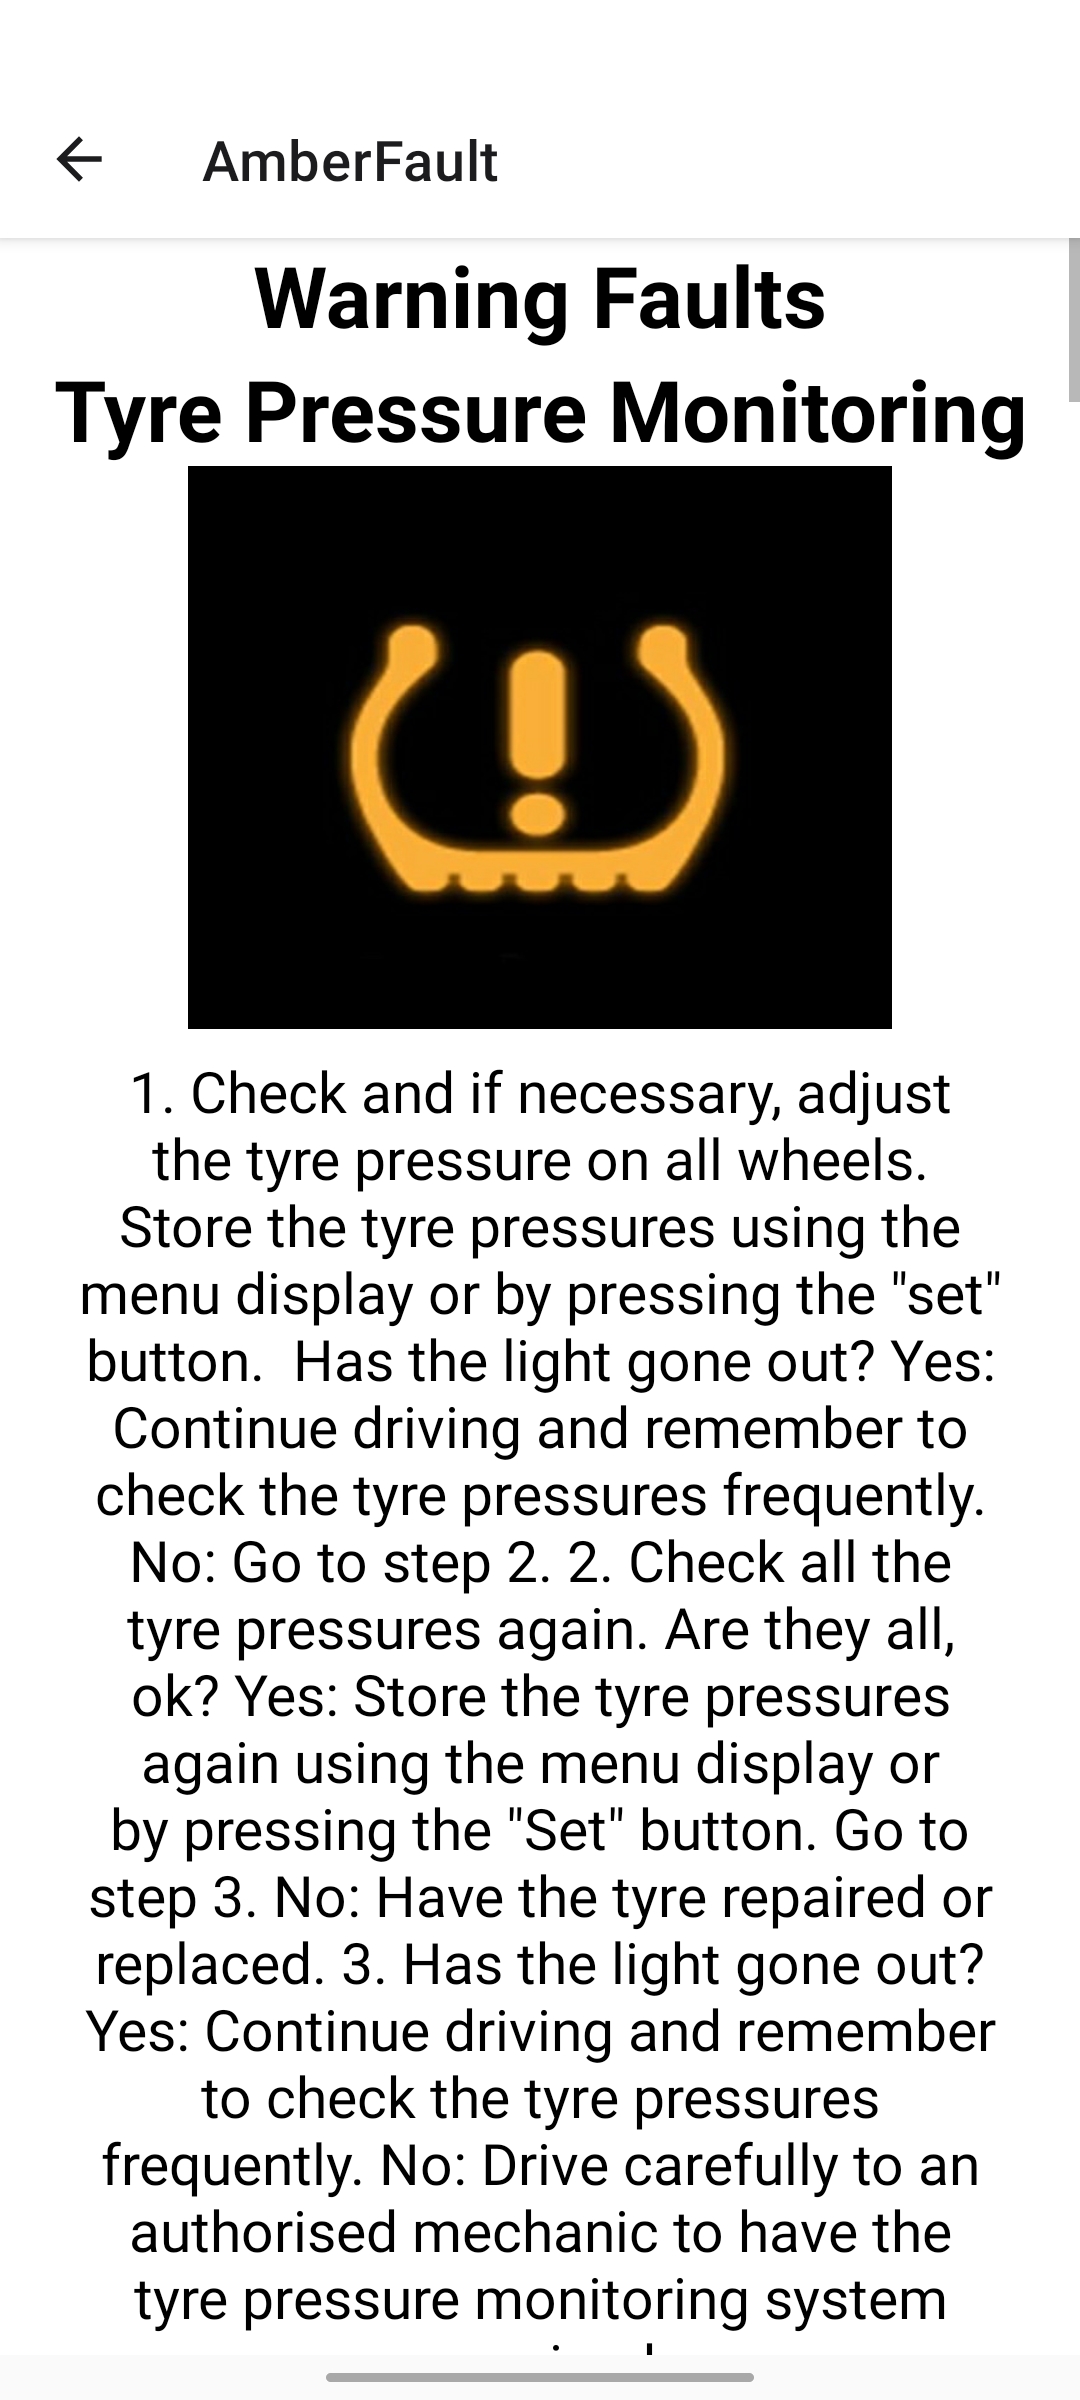 AmberFault
Warning Faults
Tyre Pressure Monitoring
1. Check and if necessary, adjust
the tyre pressure on all wheels.
Store the tyre pressures using the
menu display or by pressing the "set"
button.  Has the light gone out? Yes:
Continue driving and remember to
check the tyre pressures frequently.
No: Go to step 2. 2. Check all the
tyre pressures again. Are they all,
ok? Yes: Store the tyre pressures
again using the menu display or
by pressing the "Set" button. Go to
step 3. No: Have the tyre repaired or
replaced. 3. Has the light gone out?
Yes: Continue driving and remember
to check the tyre pressures
frequently. No: Drive carefully to an
authorised mechanic to have the
tyre pressure monitoring system